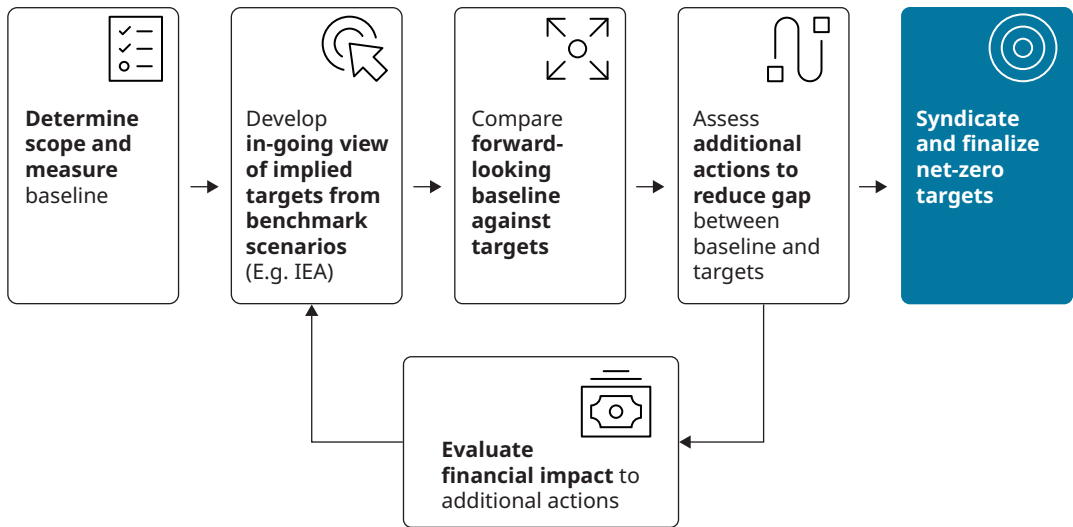 Determine
scope and
measure
baseline
Develop
in-going view
of implied
targets from
benchmark
scenarios
(E.g. IEA)
Compare
forward-
looking
baseline
against
targets
Assess
additional
actions to
reduce gap
between
baseline and
targets
Syndicate
and finalize
net-zero
targets
Evaluate
financial impact to
additional actions